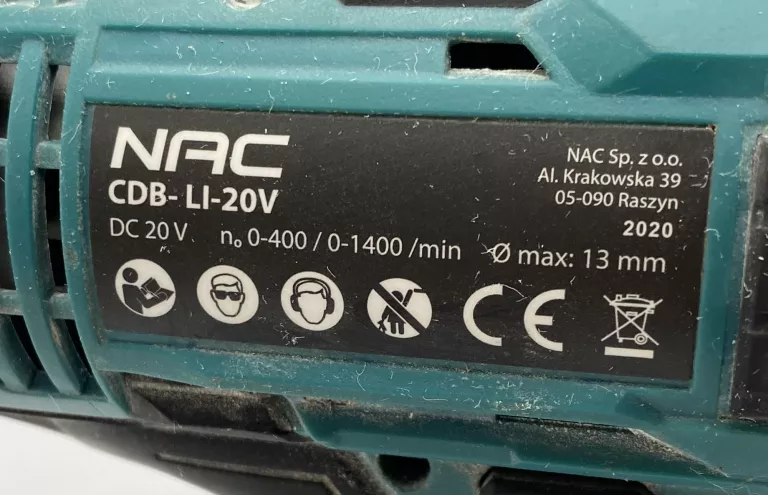 NAC
CDB- LI-20V
DC 20 V n₀ 0-400 / 0-1400 /min Ø max: 13 mm
NAC Sp. z o.o.
Al. Krakowska 39
05-090 Raszyn
2020
CE